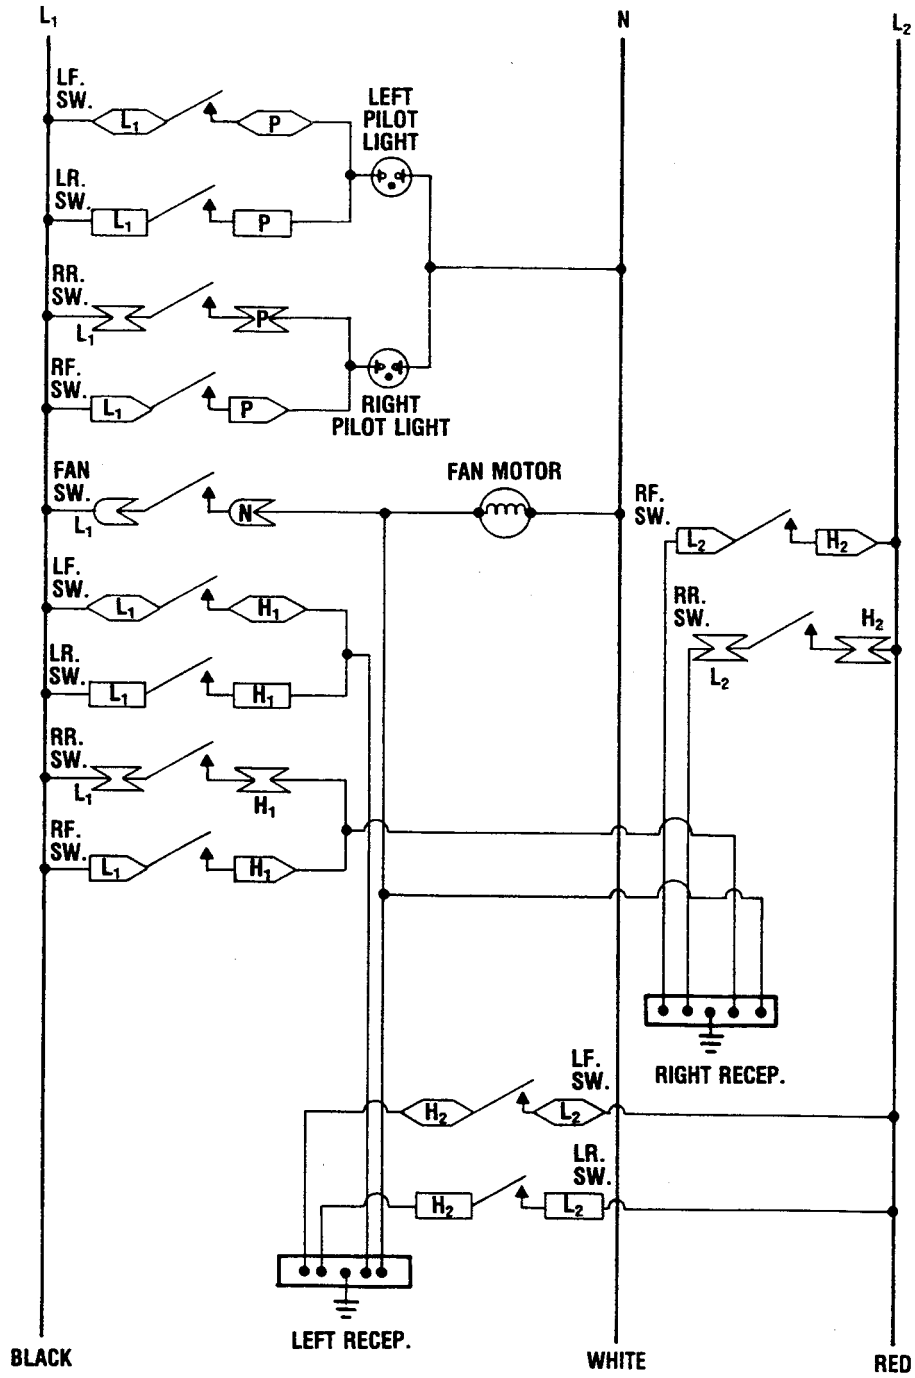 L1
N
L2
LF.
SW.
L1
P
LEFT
PILOT
LIGHT
LR.
SW.
L1
P
RR.
SW.
L1
P
RF.
SW.
L1
P
RIGHT
PILOT LIGHT
FAN
SW.
L1
N
FAN MOTOR
RF.
SW.
L2
H2
LF.
SW.
L1
H1
RR.
SW.
L2
H2
LR.
SW.
L1
H1
RR.
SW.
L1
H1
RF.
SW.
L1
H1
RIGHT RECEP.
LF.
SW.
H2
L2
LR.
SW.
H2
L2
LEFT RECEP.
BLACK
WHITE
RED